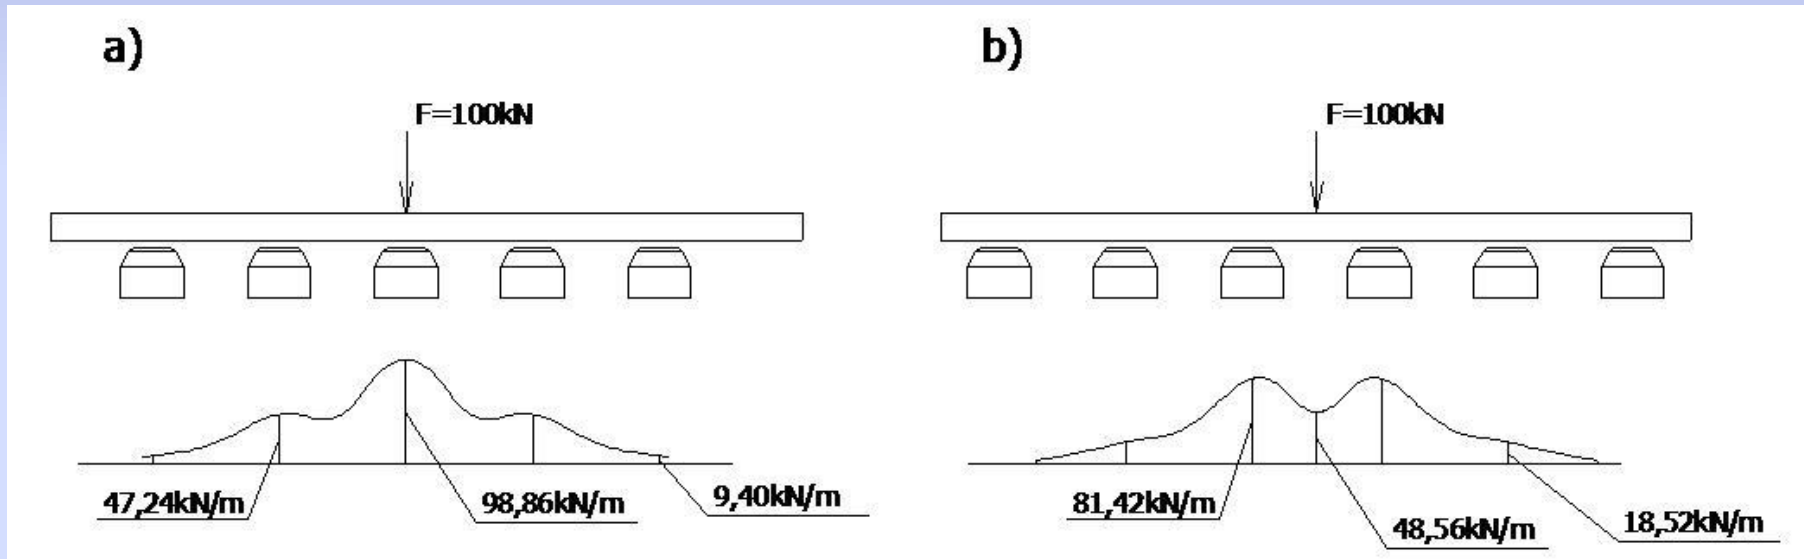 a)
F=100kN
47,24kN/m
98,86kN/m
9,40kN/m
b)
F=100kN
81,42kN/m
48,56kN/m
18,52kN/m